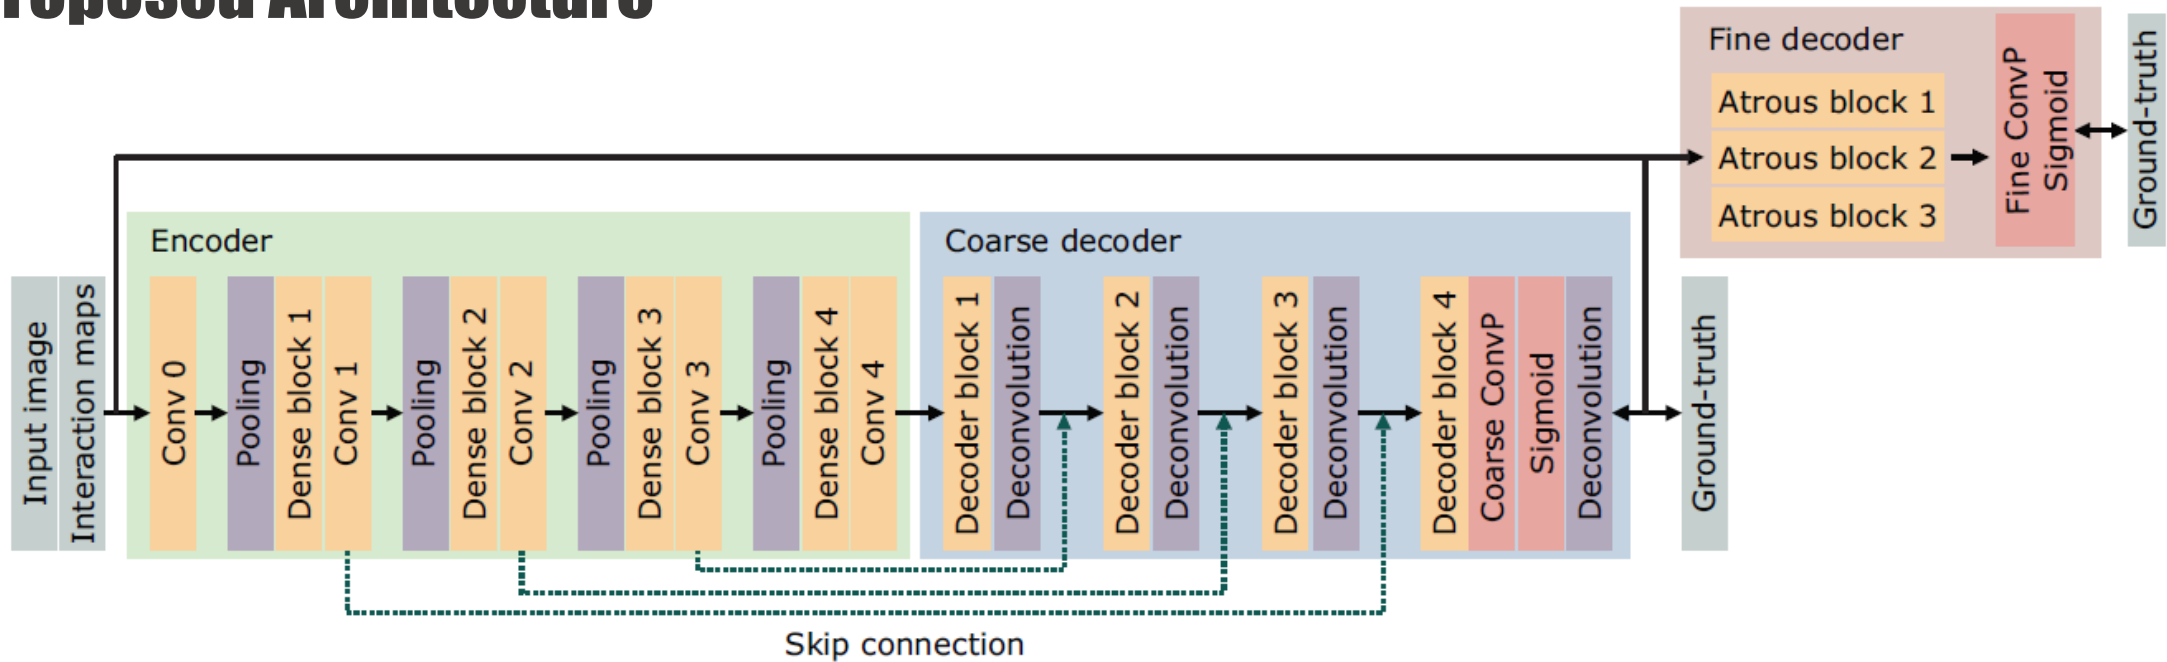 Architecture
Fine decoder
Atrous block 1
Atrous block 2
Atrous block 3
Fine ConvP
Sigmoid
Ground-truth
Encoder
Coarse decoder
Input image
Interaction maps
Conv 0
Pooling
Dense block 1
Conv 1
Pooling
Dense block 2
Conv 2
Pooling
Dense block 3
Conv 3
Pooling
Dense block 4
Conv 4
Decoder block 1
Deconvolution
Decoder block 2
Deconvolution
Decoder block 3
Deconvolution
Decoder block 4
Coarse ConvP
Sigmoid
Deconvolution
Ground-truth
Skip connection